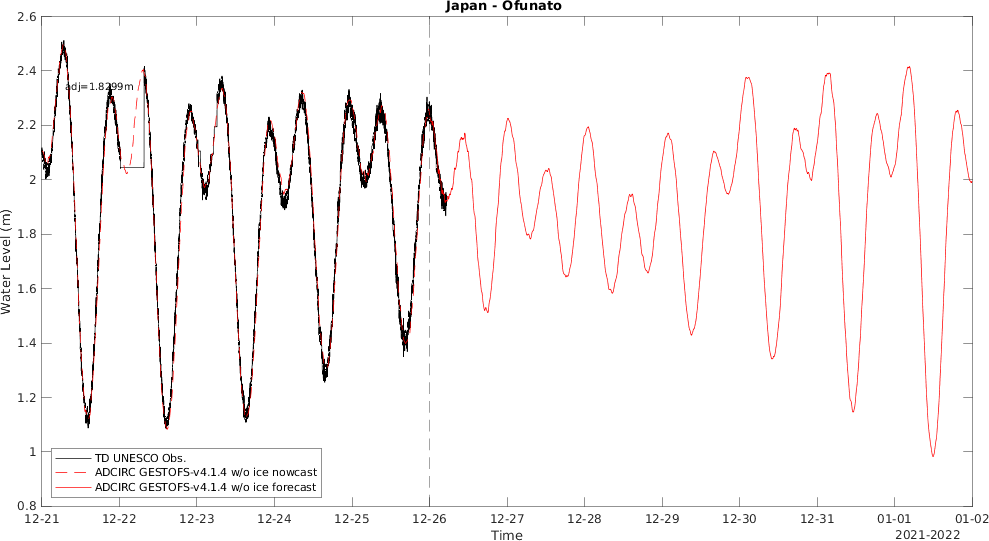 Japan - Ofunato
2.6
2.4
2.2
2
1.8
1.6
1.4
1.2
1
0.8
Water Level (m)
adj=1.8299m
TD UNESCO Obs.
ADCIRC GESTOFS-v4.1.4 w/o ice nowcast
ADCIRC GESTOFS-v4.1.4 w/o ice forecast
12-21 12-22 12-23 12-24 12-25 12-26 12-27 12-28 12-29 12-30 12-31 01-01 01-02
Time
2021-2022